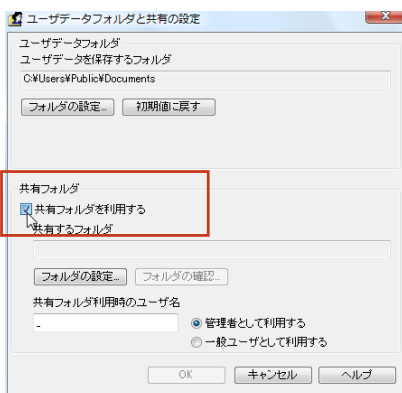 ユーザデータフォルダと共有の設定
ユーザデータフォルダ
ユーザデータを保存するフォルダ
C:¥Users¥Public¥Documents
フォルダの設定... 初期値に戻す
共有フォルダ
共有フォルダを利用する
共有するフォルダ
フォルダの設定... フォルダの確認...
共有フォルダ利用時のユーザ名
-
管理者として利用する
一般ユーザとして利用する
OK キャンセル ヘルプ